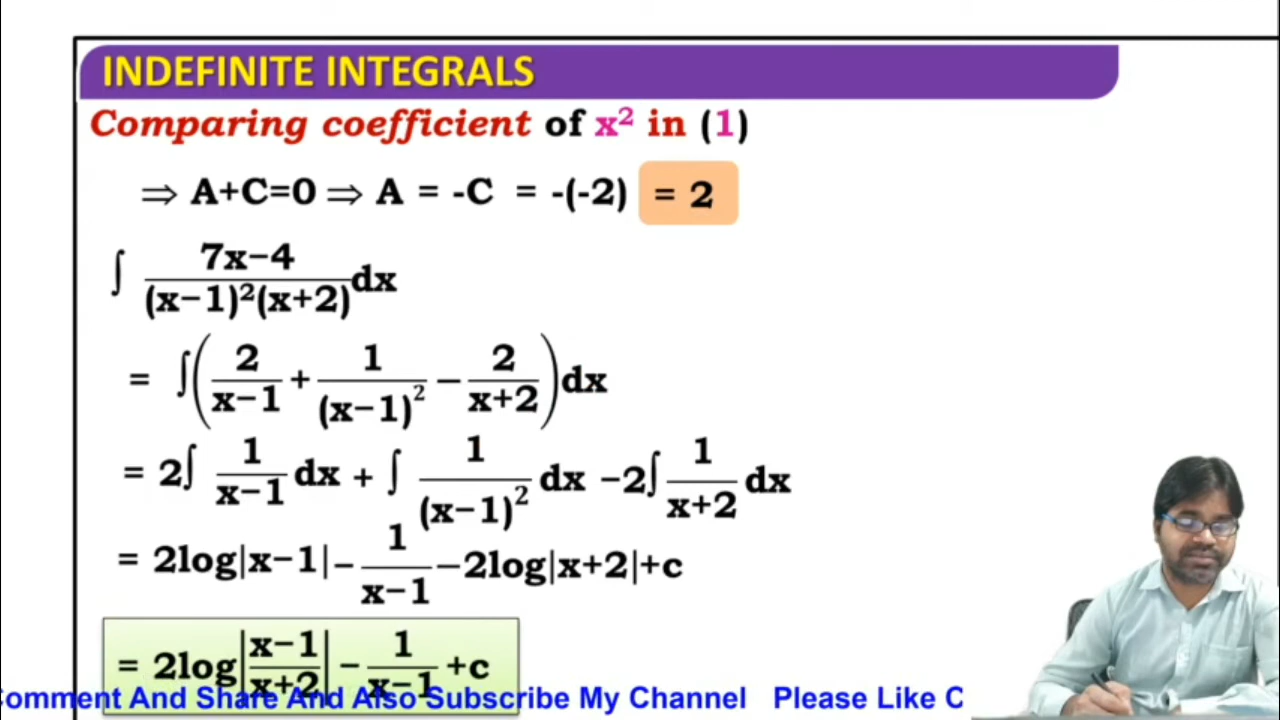 INDEFINITE INTEGRALS
Comparing coefficient of x² in (1)
⇒ A+C=0 ⇒ A = -C = -(-2) = 2
∫ 7x−4 / (x−1)²(x+2) dx
= ∫( 2/x−1 + 1/(x−1)² − 2/x+2 )dx
= 2∫ 1/x−1 dx + ∫ 1/(x−1)² dx −2∫ 1/x+2 dx
= 2log|x−1| − 1/x−1 −2log|x+2|+c
= 2log|x−1/x+2| − 1/x−1 +c
omment And Share And Also Subscribe My Channel Please Like C